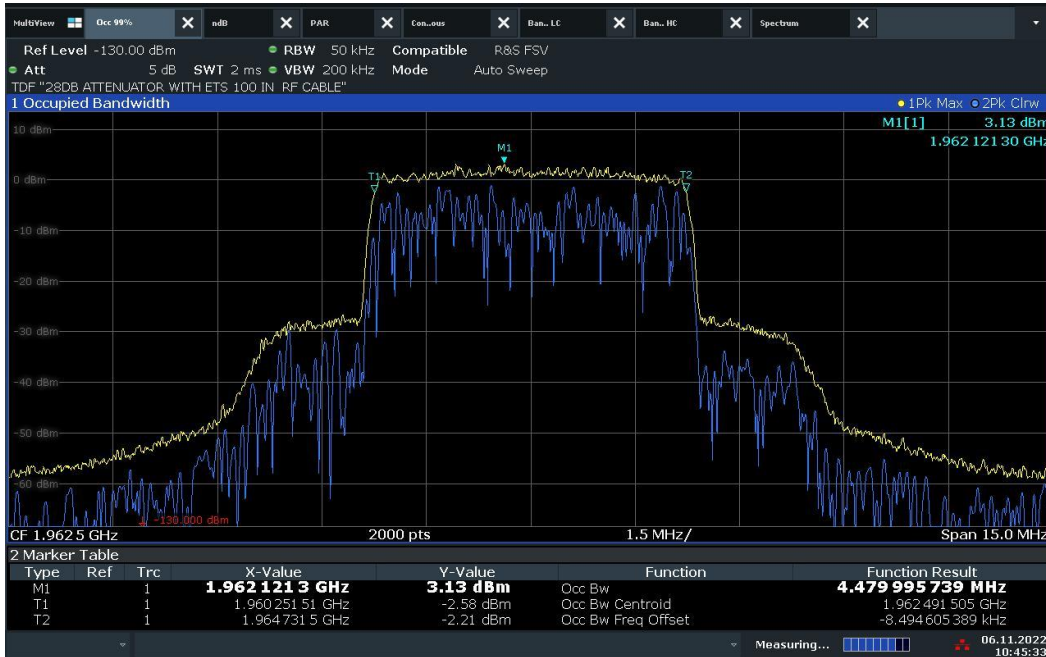 MultiView Occ 99% ndB PAR Con..ous Ban.. LC Ban.. HC Spectrum
Ref Level -130.00 dBm RBW 50 kHz Compatible R&S FSV
Att 5 dB SWT 2 ms VBW 200 kHz Mode Auto Sweep
TDF "28DB ATTENUATOR WITH ETS 100 IN RF CABLE"
1 Occupied Bandwidth 1Pk Max 2Pk Clrw
M1[1] 3.13 dBm
1.962 121 30 GHz
10 dBm
M1
T1 T2
0 dBm
-10 dBm
-20 dBm
-30 dBm
-40 dBm
-50 dBm
-60 dBm
-130.000 dBm
CF 1.962 5 GHz 2000 pts 1.5 MHz/ Span 15.0 MHz
2 Marker Table
Type Ref Trc X-Value Y-Value Function Function Result
M1 1 1.962 121 3 GHz 3.13 dBm Occ Bw 4.479 995 739 MHz
T1 1 1.960 251 51 GHz -2.58 dBm Occ Bw Centroid 1.962 491 505 GHz
T2 1 1.964 731 5 GHz -2.21 dBm Occ Bw Freq Offset -8.494 605 389 kHz
Measuring... 06.11.2022
10:45:33